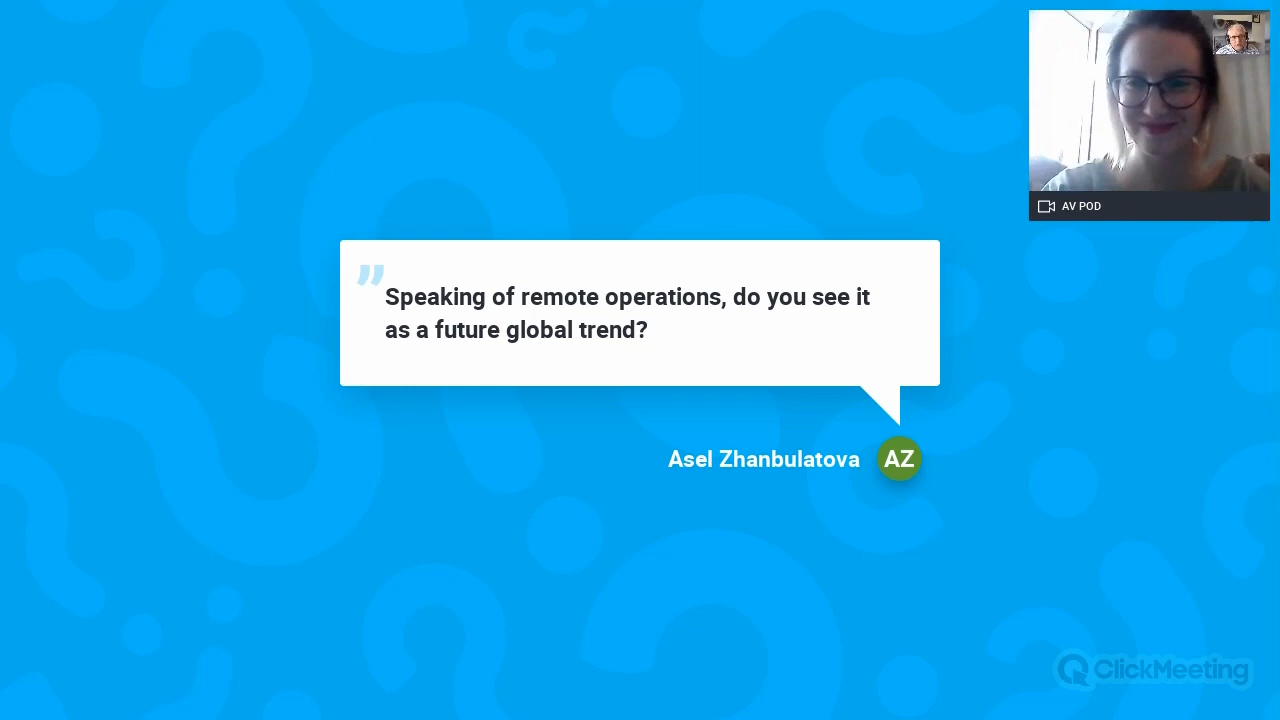 AV POD
”
Speaking of remote operations, do you see it
as a future global trend?
Asel Zhanbulatova
AZ
ClickMeeting